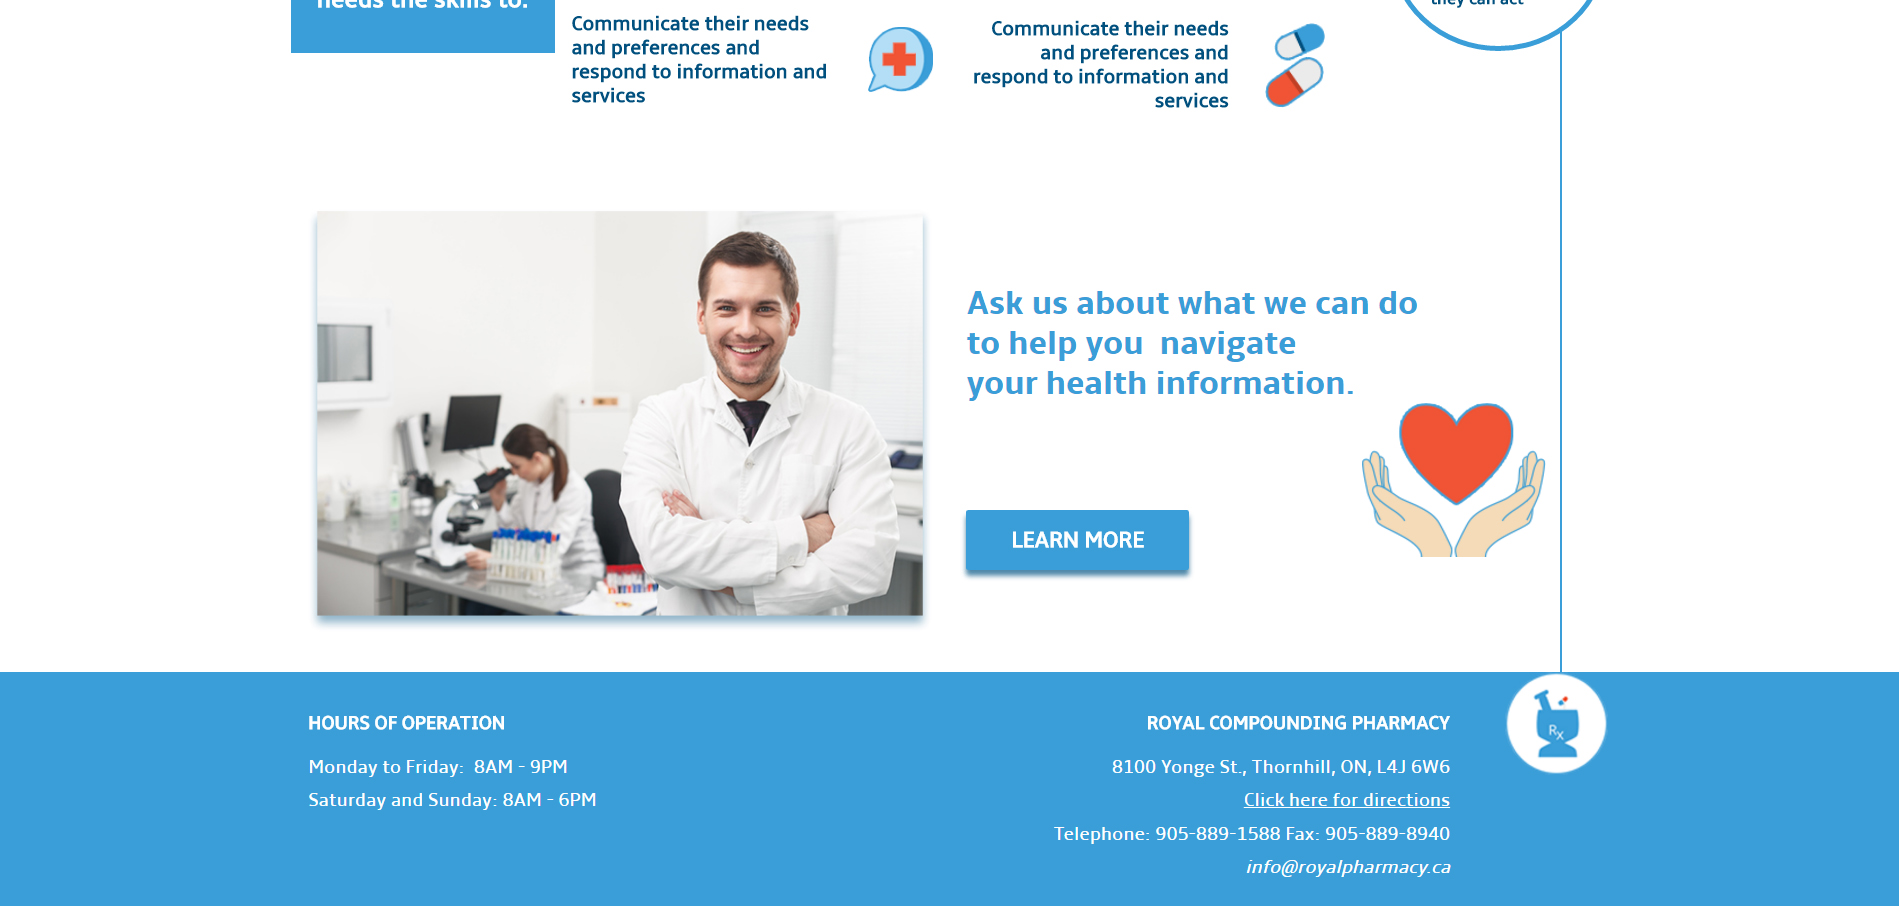 needs the skills to:
they can act
Communicate their needs
and preferences and
respond to information and
services
Communicate their needs
and preferences and
respond to information and
services
Ask us about what we can do
to help you  navigate
your health information.
LEARN MORE
HOURS OF OPERATION
Monday to Friday:  8AM - 9PM
Saturday and Sunday: 8AM - 6PM
ROYAL COMPOUNDING PHARMACY
8100 Yonge St., Thornhill, ON, L4J 6W6
Click here for directions
Telephone: 905-889-1588 Fax: 905-889-8940
info@royalpharmacy.ca
Rx